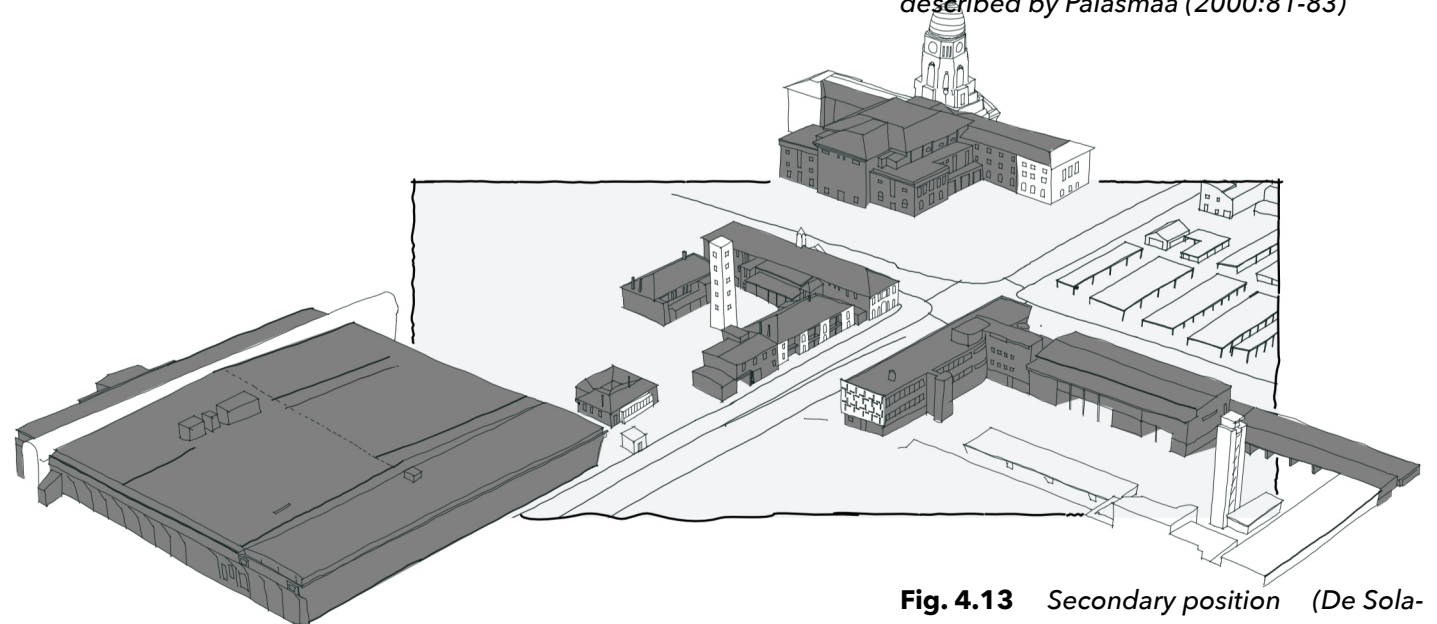 described by Palasmaa (2000:81-83)
Fig. 4.13 Secondary position (De Sola-